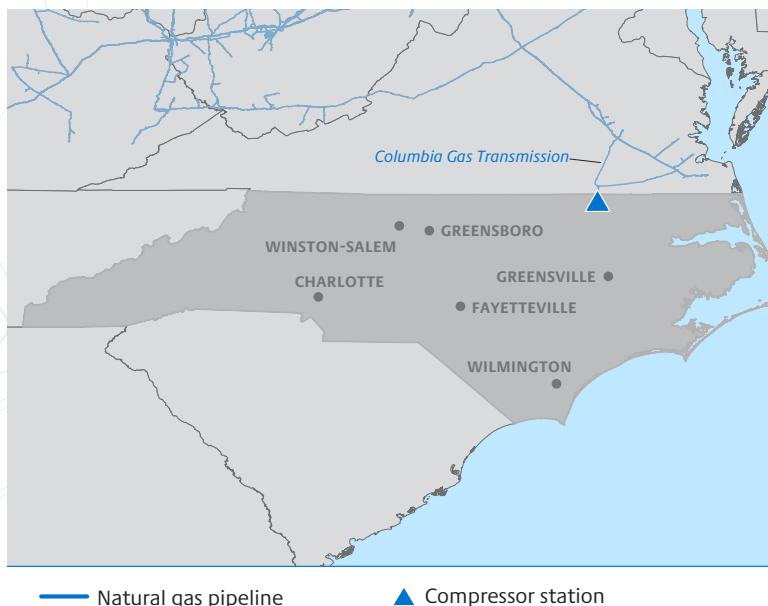 Columbia Gas Transmission
GREENSBORO
WINSTON-SALEM
GREENSVILLE
CHARLOTTE
FAYETTEVILLE
WILMINGTON
Natural gas pipeline
Compressor station